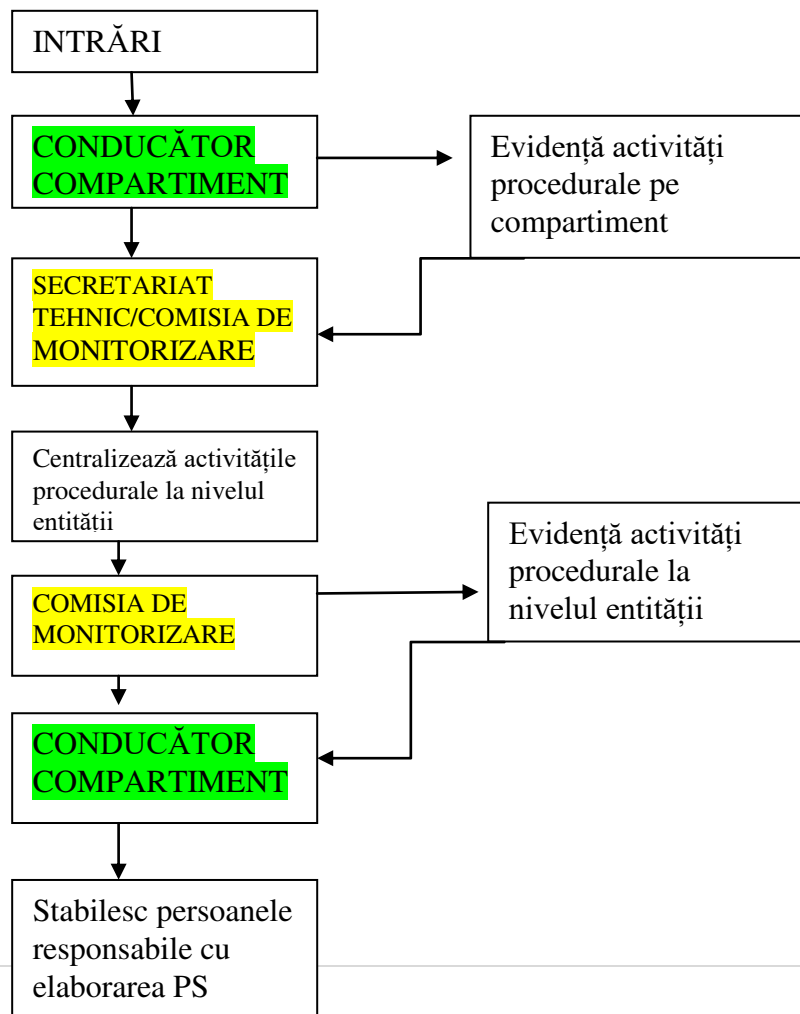 INTRĂRI
CONDUCĂTOR
COMPARTIMENT
Evidență activități
procedurale pe
compartiment
SECRETARIAT
TEHNIC/COMISIA DE
MONITORIZARE
Centralizează activitățile
procedurale la nivelul
entității
Evidență activități
procedurale la
nivelul entității
COMISIA DE
MONITORIZARE
CONDUCĂTOR
COMPARTIMENT
Stabilesc persoanele
responsabile cu
elaborarea PS